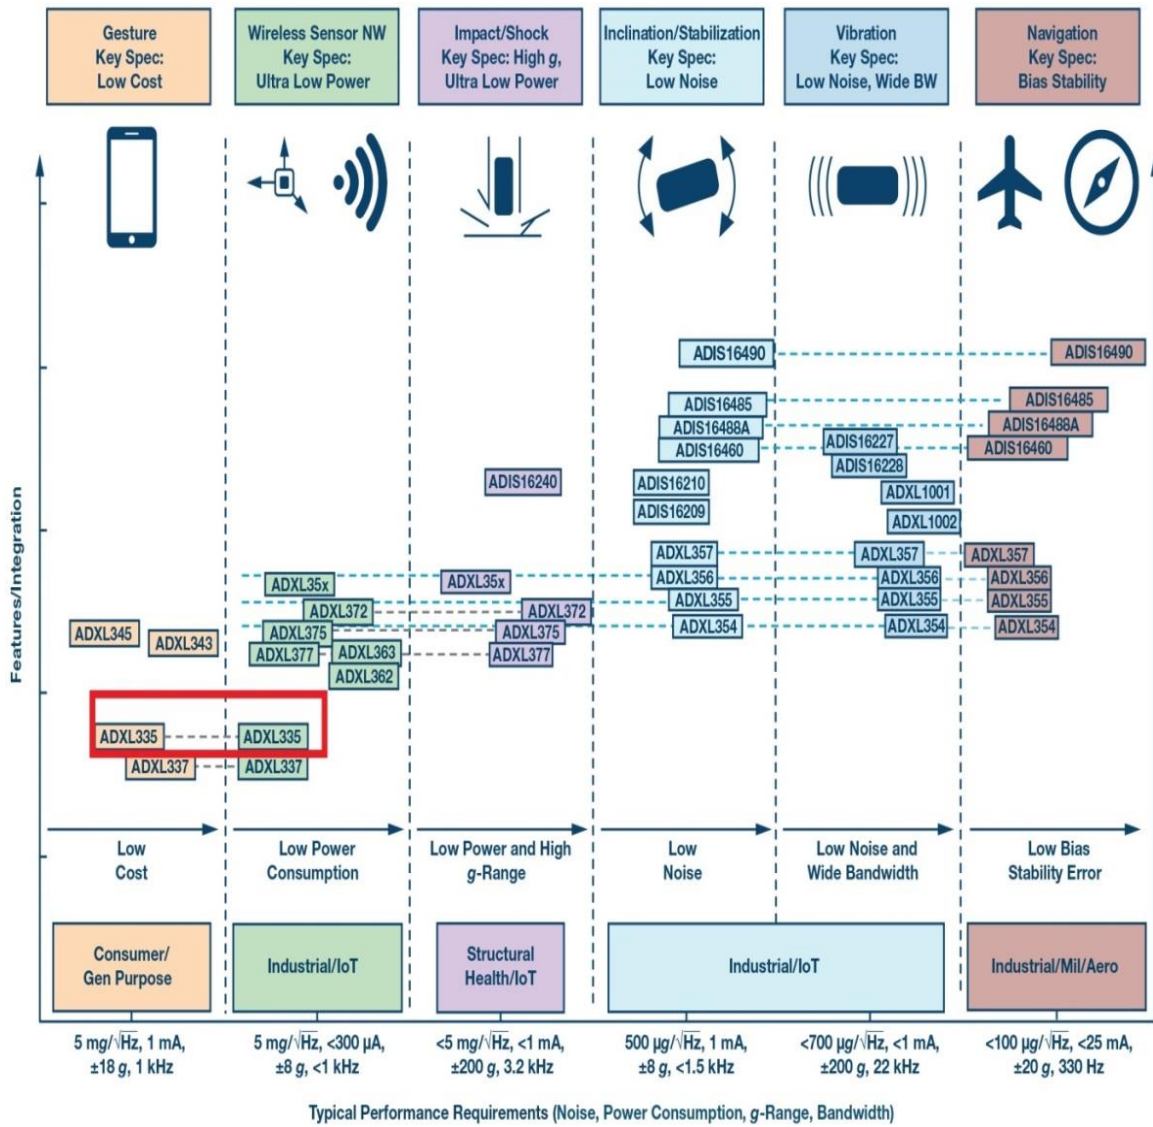 Gesture
Key Spec:
Low Cost
Wireless Sensor NW
Key Spec:
Ultra Low Power
Impact/Shock
Key Spec: High g,
Ultra Low Power
Inclination/Stabilization
Key Spec:
Low Noise
Vibration
Key Spec:
Low Noise, Wide BW
Navigation
Key Spec:
Bias Stability
Features/Integration
ADIS16490
ADIS16490
ADIS16485
ADIS16485
ADIS16488A
ADIS16488A
ADIS16460
ADIS16227
ADIS16460
ADIS16228
ADIS16240
ADIS16210
ADXL1001
ADIS16209
ADXL1002
ADXL357
ADXL357
ADXL357
ADXL35x
ADXL35x
ADXL356
ADXL356
ADXL356
ADXL372
ADXL372
ADXL355
ADXL355
ADXL355
ADXL345
ADXL343
ADXL375
ADXL375
ADXL354
ADXL354
ADXL354
ADXL377
ADXL363
ADXL377
ADXL362
ADXL335
ADXL335
ADXL337
ADXL337
Low
Cost
Low Power
Consumption
Low Power and High
g-Range
Low
Noise
Low Noise and
Wide Bandwidth
Low Bias
Stability Error
Consumer/
Gen Purpose
Industrial/IoT
Structural
Health/IoT
Industrial/IoT
Industrial/Mil/Aero
5 mg/√Hz, 1 mA,
±18 g, 1 kHz
5 mg/√Hz, <300 µA,
±8 g, <1 kHz
<5 mg/√Hz, <1 mA,
±200 g, 3.2 kHz
500 µg/√Hz, 1 mA,
±8 g, <1.5 kHz
<700 µg/√Hz, <1 mA,
±200 g, 22 kHz
<100 µg/√Hz, <25 mA,
±20 g, 330 Hz
Typical Performance Requirements (Noise, Power Consumption, g-Range, Bandwidth)